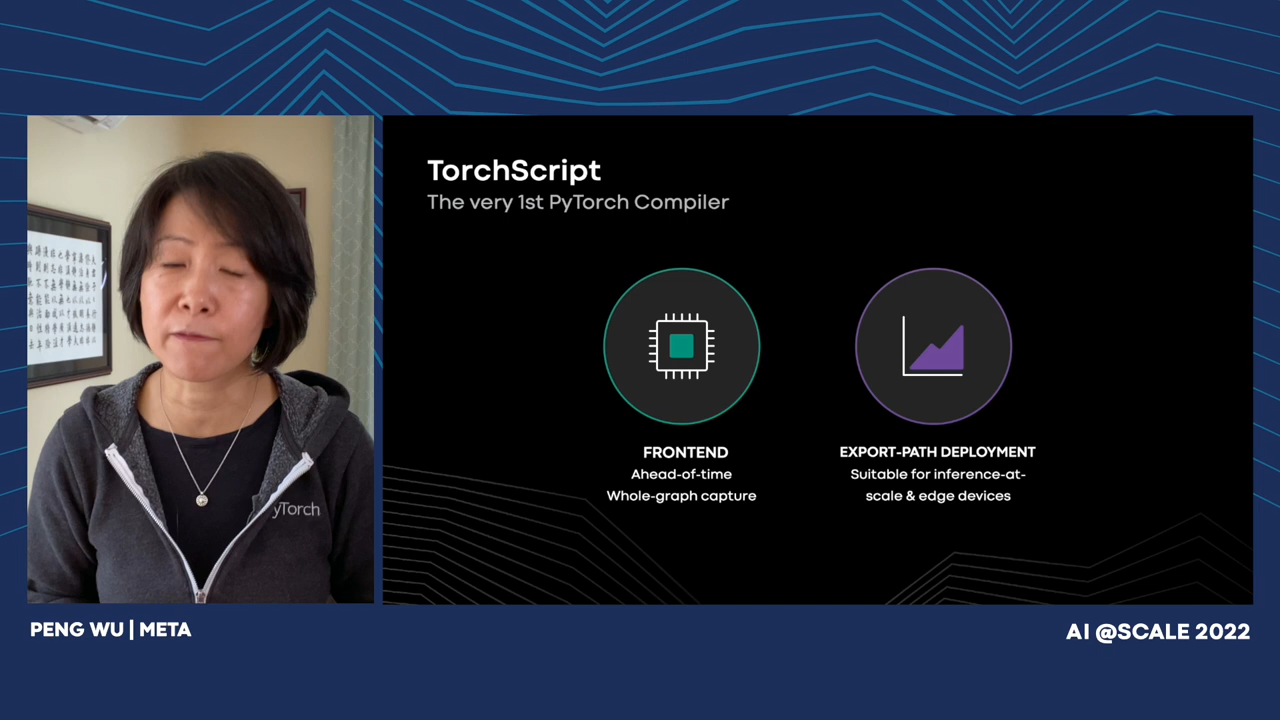 TorchScript
The very 1st PyTorch Compiler
FRONTEND
Ahead-of-time
Whole-graph capture
EXPORT-PATH DEPLOYMENT
Suitable for inference-at-
scale & edge devices
yTorch
PENG WU | META
AI @SCALE 2022